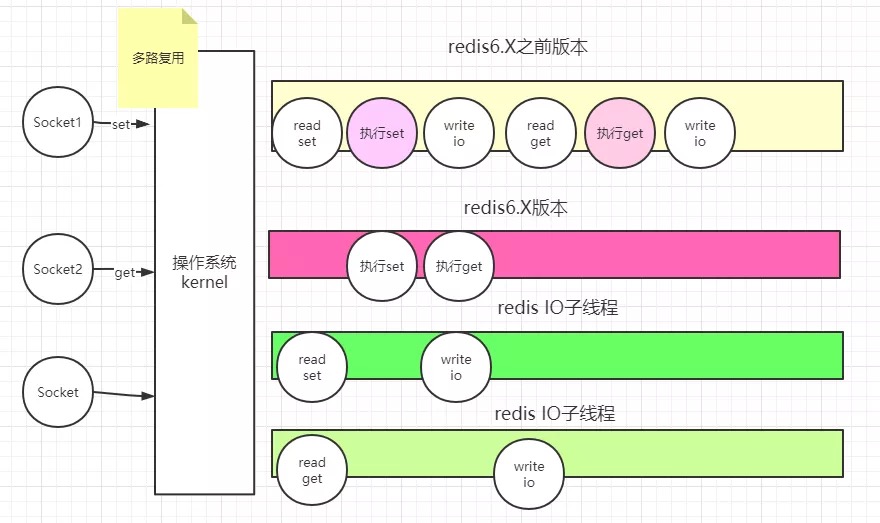 多路复用
redis6.X之前版本
Socket1
set
read
set
执行set
write
io
read
get
执行get
write
io
redis6.X版本
Socket2
get
操作系统
kernel
执行set
执行get
redis IO子线程
Socket
read
set
write
io
redis IO子线程
read
get
write
io